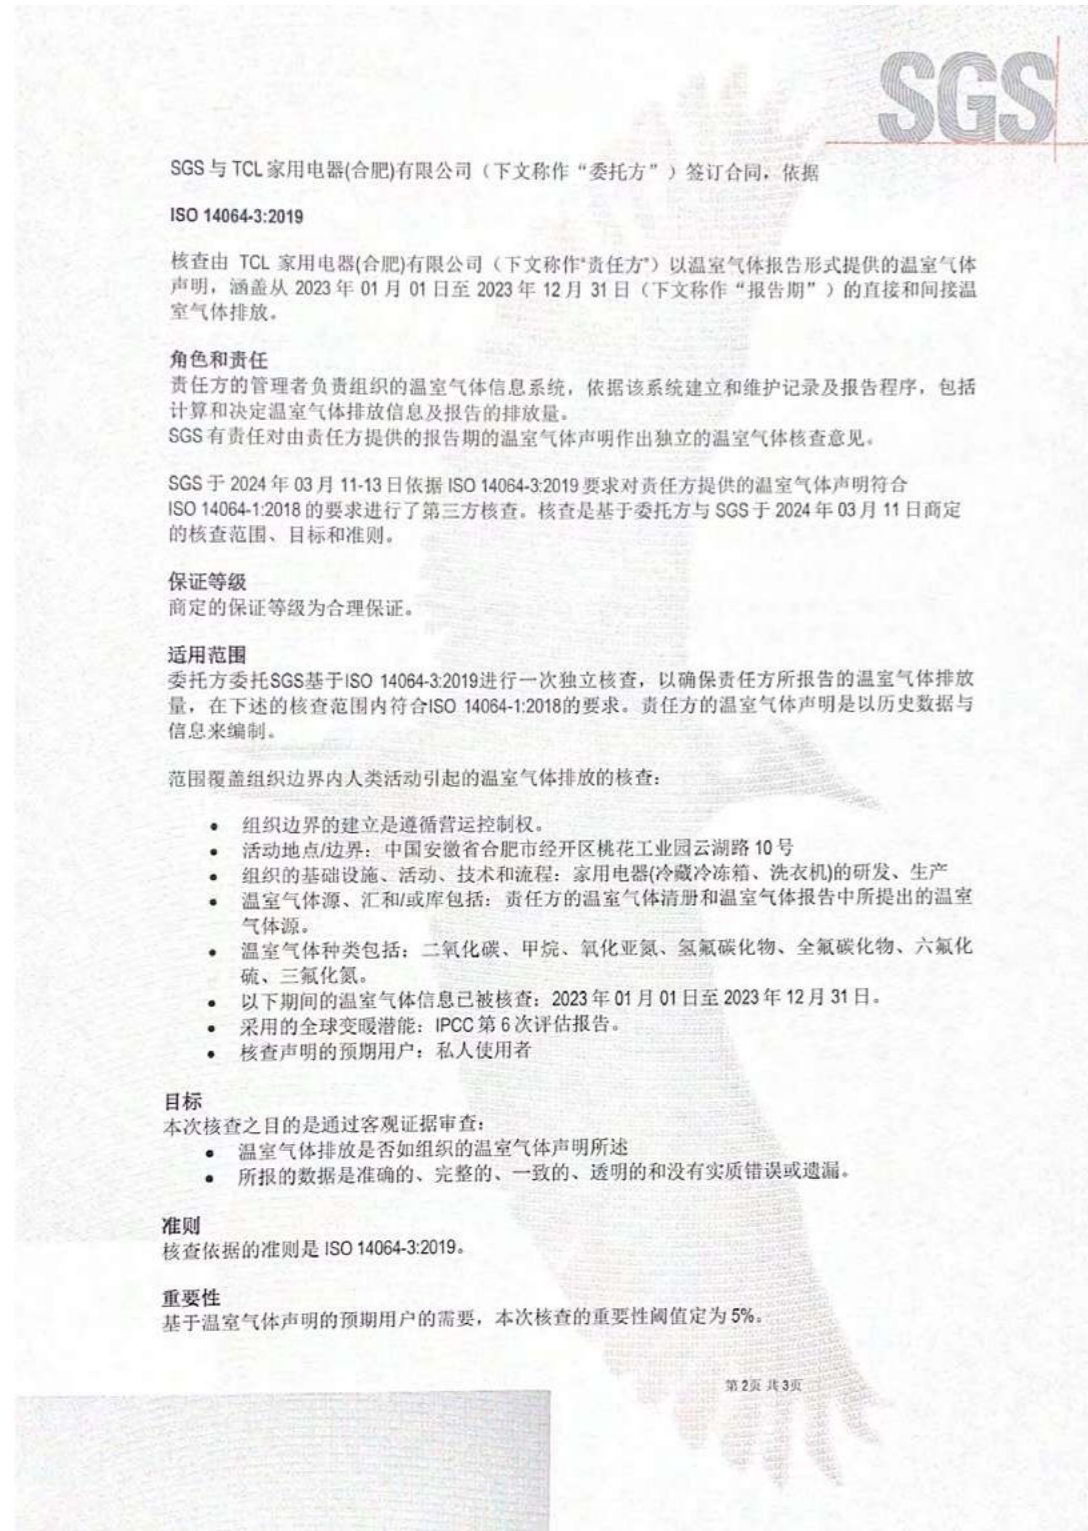 SGS
SGS 与 TCL家用电器(合肥)有限公司（下文称作“委托方”）签订合同，依据
ISO 14064-3:2019
核查由 TCL 家用电器(合肥)有限公司（下文称作“责任方”）以温室气体报告形式提供的温室气体
声明，涵盖从 2023 年 01 月 01 日至 2023 年 12 月 31 日（下文称作“报告期”）的直接和间接温
室气体排放。
角色和责任
责任方的管理者负责组织的温室气体信息系统，依据该系统建立和维护记录及报告程序，包括
计算和决定温室气体排放信息及报告的排放量。
SGS 有责任对由责任方提供的报告期的温室气体声明作出独立的温室气体核查意见。
SGS 于 2024 年 03 月 11-13 日依据 ISO 14064-3:2019 要求对责任方提供的温室气体声明符合
ISO 14064-1:2018 的要求进行了第三方核查。核查是基于委托方与 SGS 于 2024 年 03 月 11 日商定
的核查范围、目标和准则。
保证等级
商定的保证等级为合理保证。
适用范围
委托方委托SGS基于ISO 14064-3:2019进行一次独立核查，以确保责任方所报告的温室气体排放
量，在下述的核查范围内符合ISO 14064-1:2018的要求。责任方的温室气体声明是以历史数据与
信息来编制。
范围覆盖组织边界内人类活动引起的温室气体排放的核查：
• 组织边界的建立是遵循营运控制权。
• 活动地点/边界：中国安徽省合肥市经开区桃花工业园云湖路 10 号
• 组织的基础设施、活动、技术和流程：家用电器(冷藏冷冻箱、洗衣机)的研发、生产
• 温室气体源、汇和/或库包括：责任方的温室气体清册和温室气体报告中所提出的温室
气体源。
• 温室气体种类包括：二氧化碳、甲烷、氧化亚氮、氢氟碳化物、全氟碳化物、六氟化
硫、三氟化氮。
• 以下期间的温室气体信息已被核查：2023 年 01 月 01 日至 2023 年 12 月 31 日。
• 采用的全球变暖潜能：IPCC 第 6 次评估报告。
• 核查声明的预期用户：私人使用者
目标
本次核查之目的是通过客观证据审查：
• 温室气体排放是否如组织的温室气体声明所述
• 所报的数据是准确的、完整的、一致的、透明的和没有实质错误或遗漏。
准则
核查依据的准则是 ISO 14064-3:2019。
重要性
基于温室气体声明的预期用户的需要，本次核查的重要性阈值定为 5%。
第 2页 共 3页